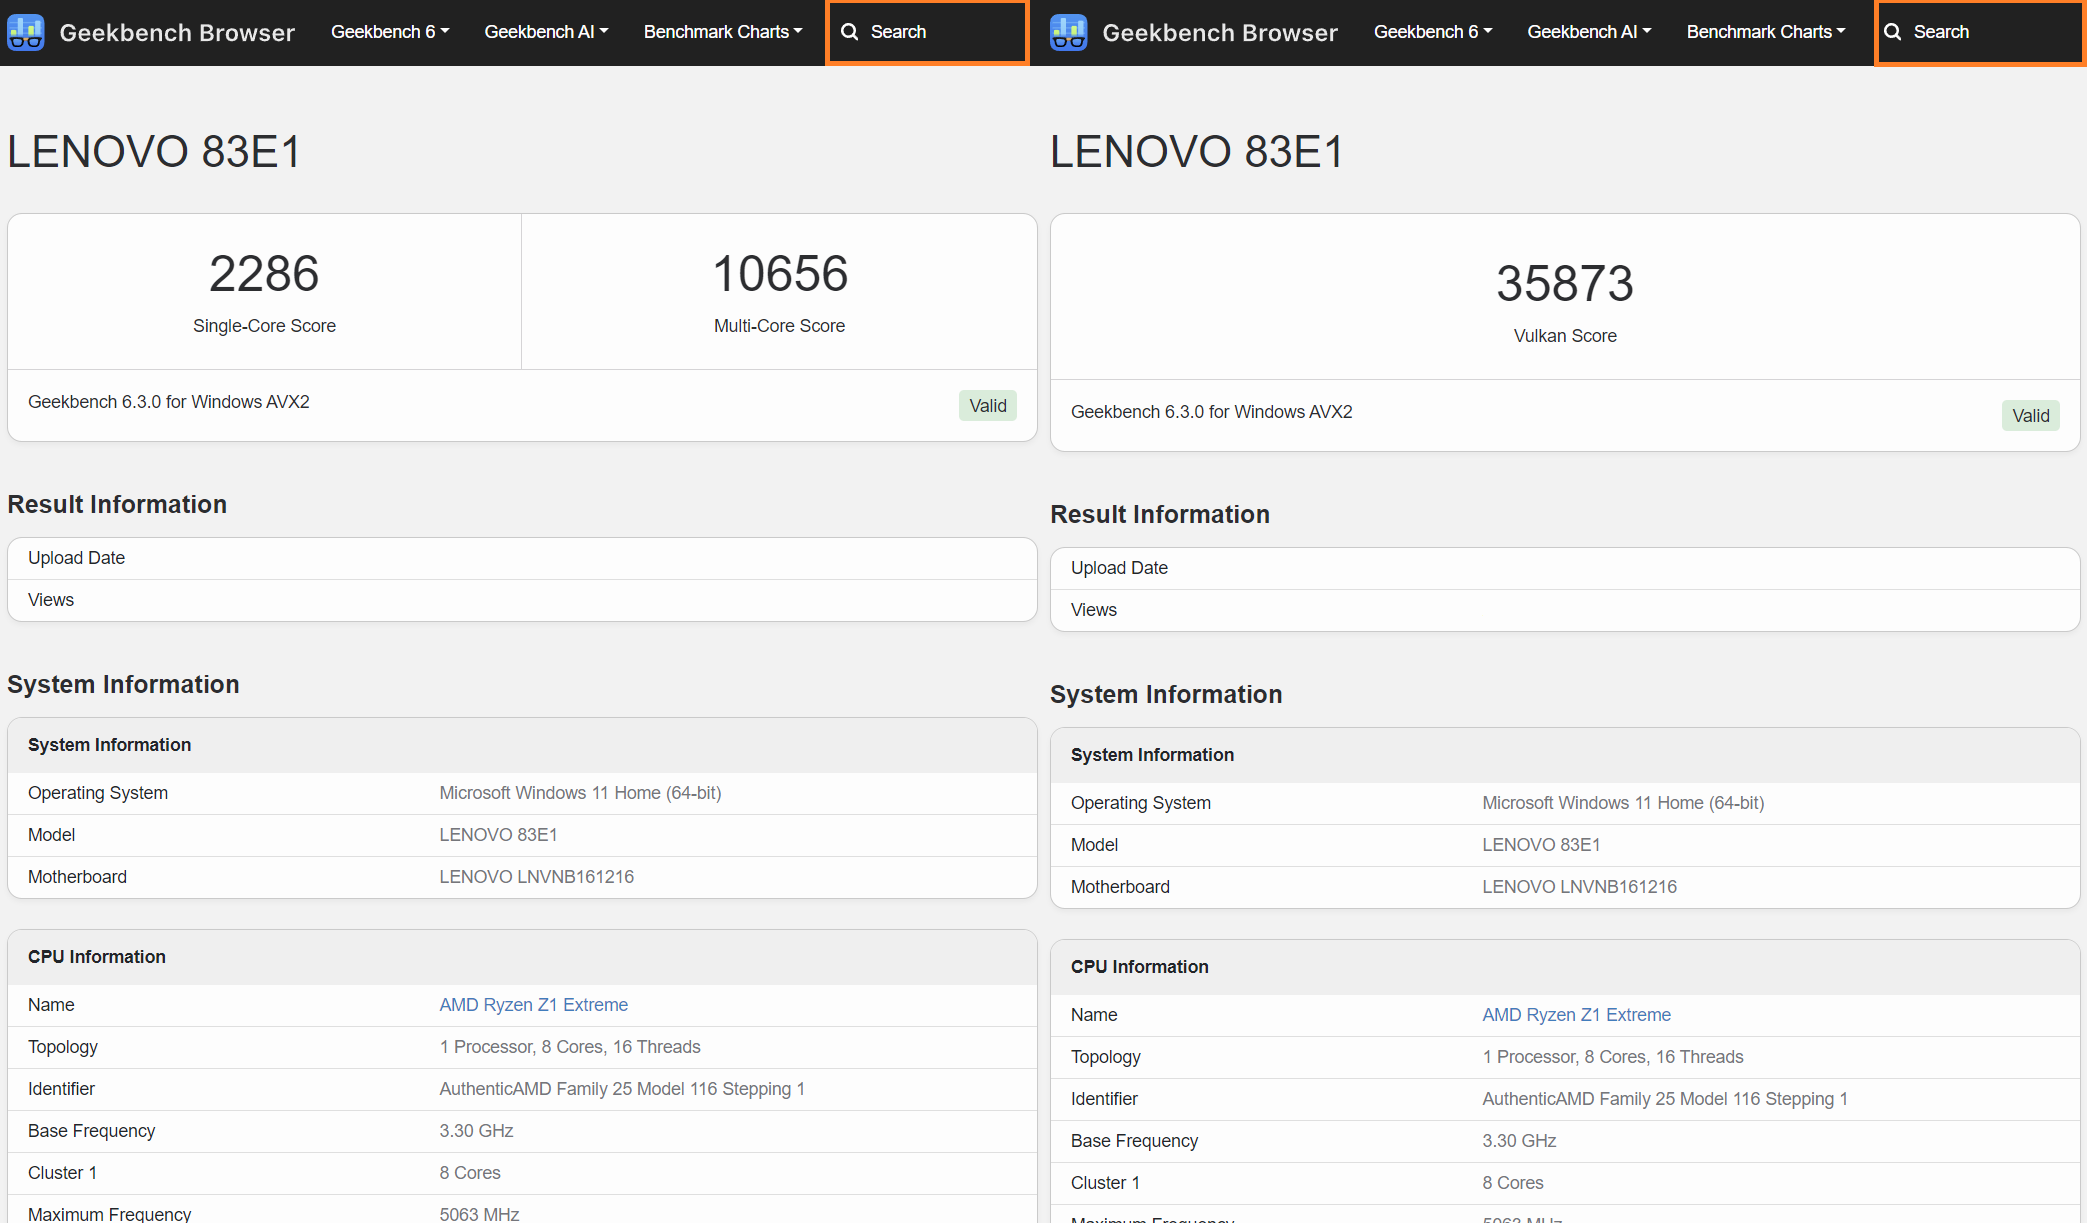 Geekbench Browser Geekbench 6 Geekbench AI Benchmark Charts Search
LENOVO 83E1
2286 10656
Single-Core Score Multi-Core Score
Geekbench 6.3.0 for Windows AVX2 Valid
Result Information
Upload Date
Views
System Information
System Information
Operating System Microsoft Windows 11 Home (64-bit)
Model LENOVO 83E1
Motherboard LENOVO LNVNB161216
CPU Information
Name AMD Ryzen Z1 Extreme
Topology 1 Processor, 8 Cores, 16 Threads
Identifier AuthenticAMD Family 25 Model 116 Stepping 1
Base Frequency 3.30 GHz
Cluster 1 8 Cores
Maximum Frequency 5063 MHz
Geekbench Browser Geekbench 6 Geekbench AI Benchmark Charts Search
LENOVO 83E1
35873
Vulkan Score
Geekbench 6.3.0 for Windows AVX2 Valid
Result Information
Upload Date
Views
System Information
System Information
Operating System Microsoft Windows 11 Home (64-bit)
Model LENOVO 83E1
Motherboard LENOVO LNVNB161216
CPU Information
Name AMD Ryzen Z1 Extreme
Topology 1 Processor, 8 Cores, 16 Threads
Identifier AuthenticAMD Family 25 Model 116 Stepping 1
Base Frequency 3.30 GHz
Cluster 1 8 Cores
Maximum Frequency 5063 MHz